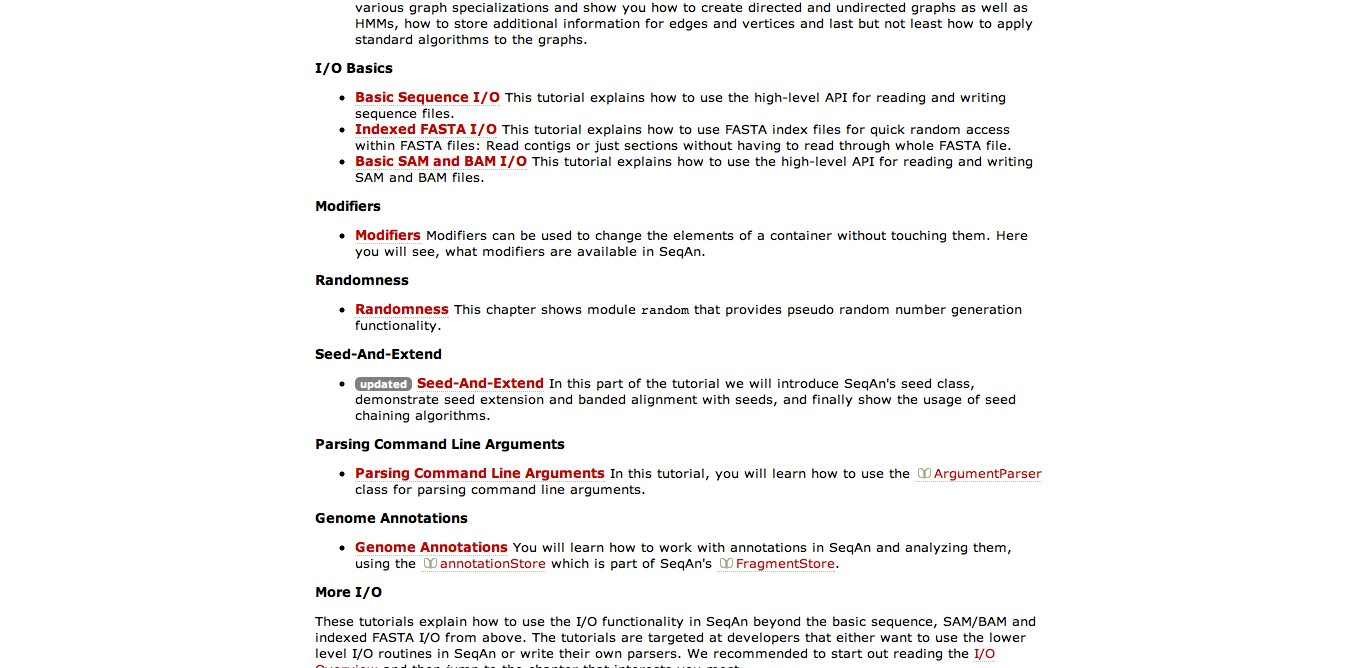 various graph specializations and show you how to create directed and undirected graphs as well as
HMMs, how to store additional information for edges and vertices and last but not least how to apply
standard algorithms to the graphs.
I/O Basics
• Basic Sequence I/O This tutorial explains how to use the high-level API for reading and writing
sequence files.
• Indexed FASTA I/O This tutorial explains how to use FASTA index files for quick random access
within FASTA files: Read contigs or just sections without having to read through whole FASTA file.
• Basic SAM and BAM I/O This tutorial explains how to use the high-level API for reading and writing
SAM and BAM files.
Modifiers
• Modifiers Modifiers can be used to change the elements of a container without touching them. Here
you will see, what modifiers are available in SeqAn.
Randomness
• Randomness This chapter shows module random that provides pseudo random number generation
functionality.
Seed-And-Extend
• updated Seed-And-Extend In this part of the tutorial we will introduce SeqAn's seed class,
demonstrate seed extension and banded alignment with seeds, and finally show the usage of seed
chaining algorithms.
Parsing Command Line Arguments
• Parsing Command Line Arguments In this tutorial, you will learn how to use the ArgumentParser
class for parsing command line arguments.
Genome Annotations
• Genome Annotations You will learn how to work with annotations in SeqAn and analyzing them,
using the annotationStore which is part of SeqAn's FragmentStore.
More I/O
These tutorials explain how to use the I/O functionality in SeqAn beyond the basic sequence, SAM/BAM and
indexed FASTA I/O from above. The tutorials are targeted at developers that either want to use the lower
level I/O routines in SeqAn or write their own parsers. We recommended to start out reading the I/O
Overview and then jump to the chapter that interests you most.